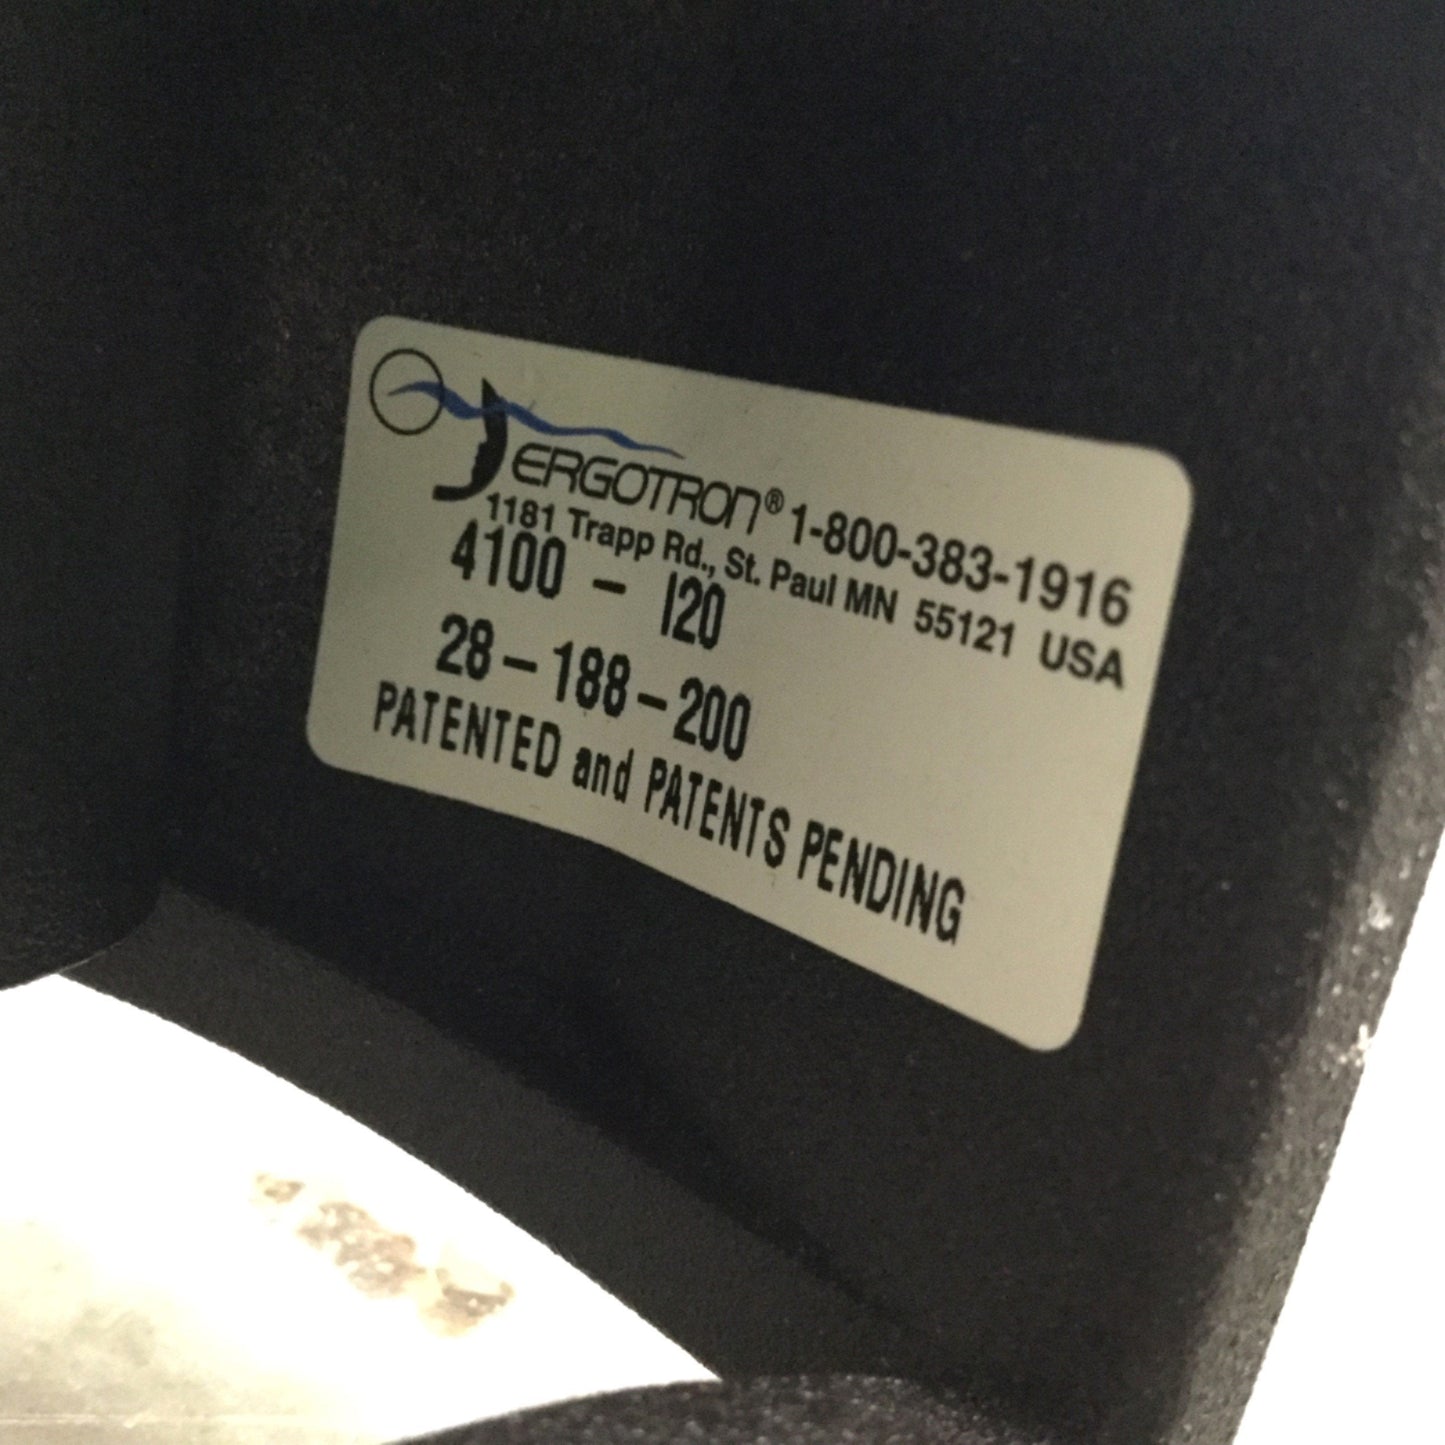 ERGOTRON® 1-800-383-1916
1181 Trapp Rd., St. Paul MN 55121 USA
4100 - I20
28-188-200
PATENTED and PATENTS PENDING